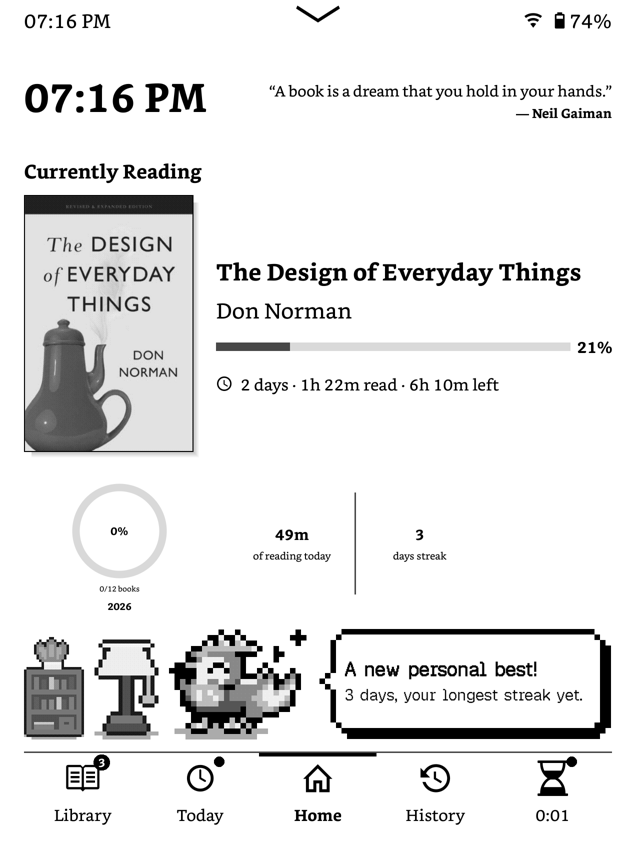 07:16 PM
74%
07:16 PM
“A book is a dream that you hold in your hands.”
— Neil Gaiman
Currently Reading
REVISED & EXPANDED EDITION
The DESIGN
of EVERYDAY
THINGS
DON
NORMAN
The Design of Everyday Things
Don Norman
21%
2 days · 1h 22m read · 6h 10m left
0%
0/12 books
2026
49m
of reading today
3
days streak
A new personal best!
3 days, your longest streak yet.
3
Library
Today
Home
History
0:01